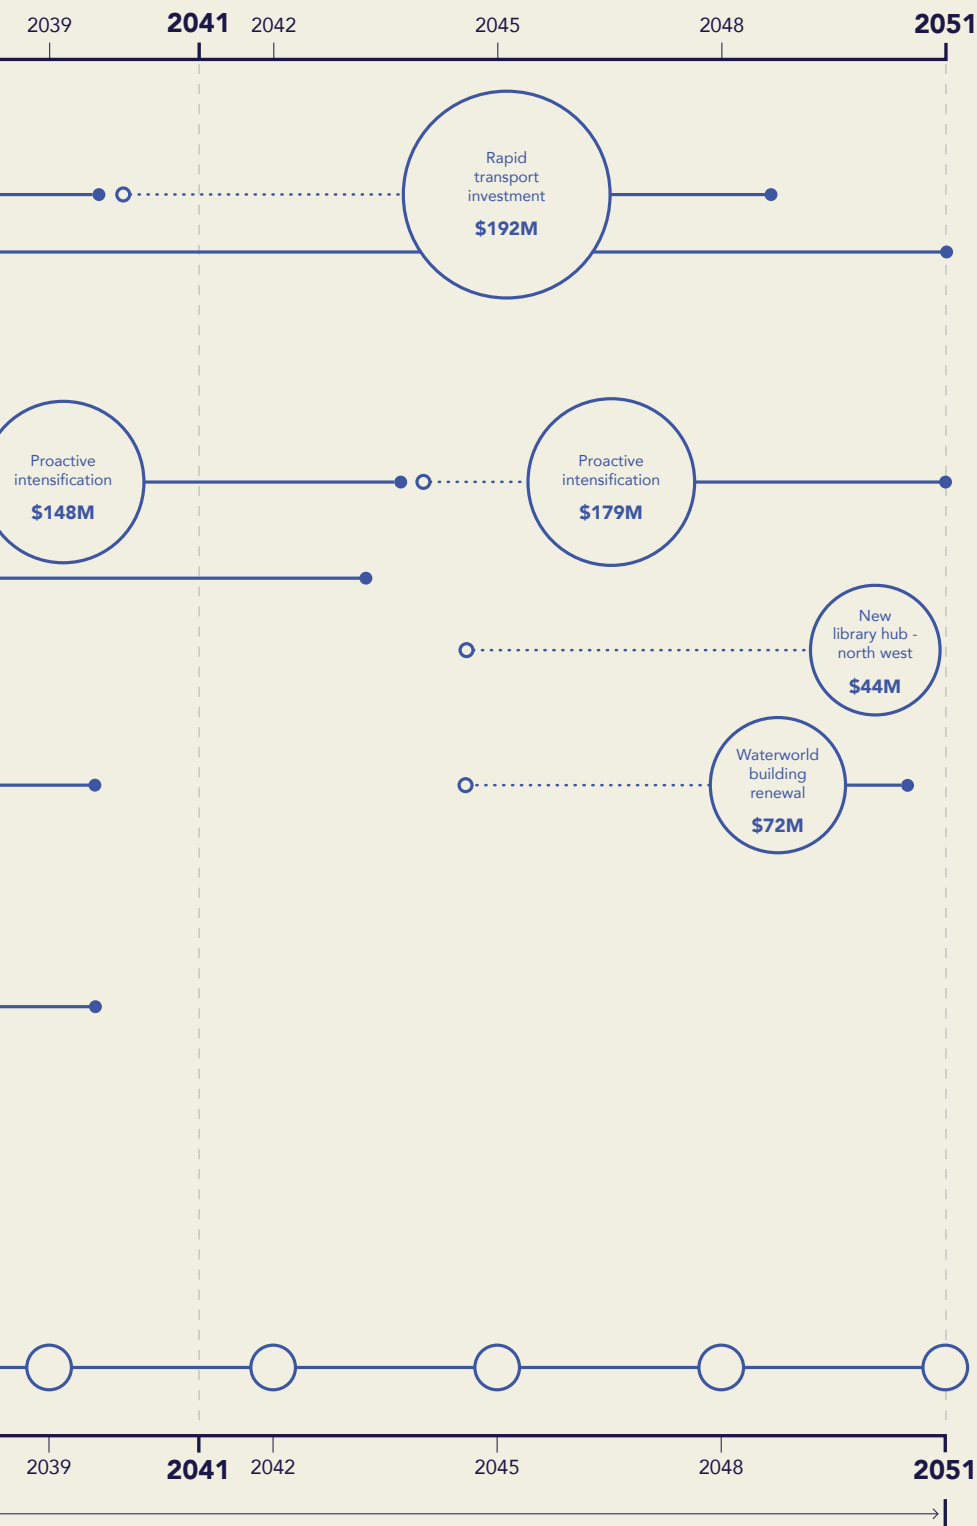 2039
2041
2042
2045
2048
2051
Rapid
transport
investment
$192M
Proactive
intensification
$148M
Proactive
intensification
$179M
New
library hub -
north west
$44M
Waterworld
building
renewal
$72M
2039
2041
2042
2045
2048
2051